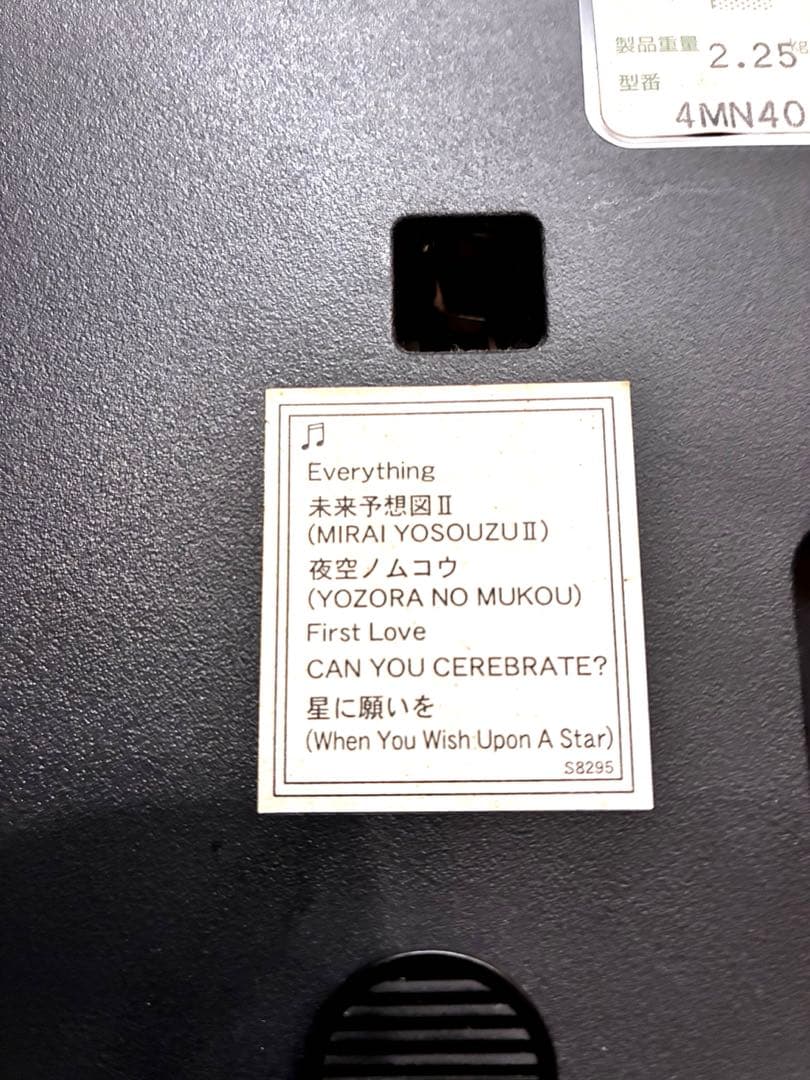 製品重量 2.25kg
型番
4MN40
Everything
未来予想図Ⅱ
(MIRAI YOSOUZUⅡ)
夜空ノムコウ
(YOZORA NO MUKOU)
First Love
CAN YOU CEREBRATE?
星に願いを
(When You Wish Upon A Star)
S8295